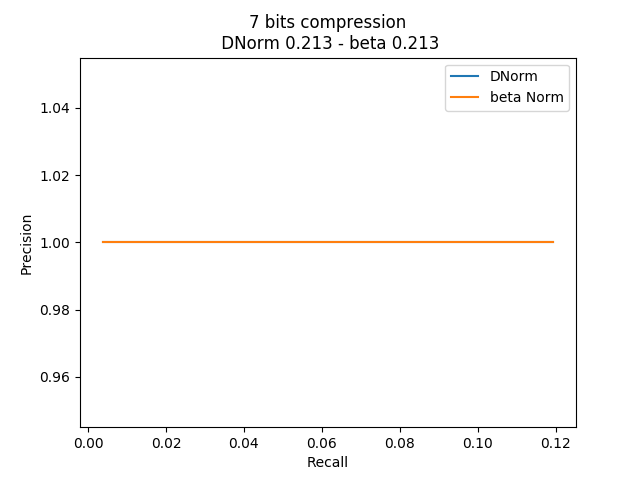 7 bits compression
DNorm 0.213 - beta 0.213
DNorm
beta Norm
1.04
1.02
1.00
0.98
0.96
Precision
0.00 0.02 0.04 0.06 0.08 0.10 0.12
Recall